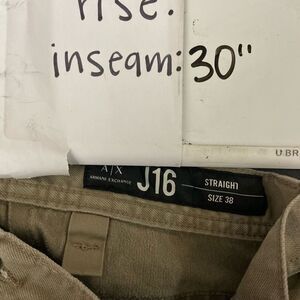 rise:
inseam: 30"
U BR
A/X
ARMANI EXCHANGE
J16
STRAIGHT
SIZE 38